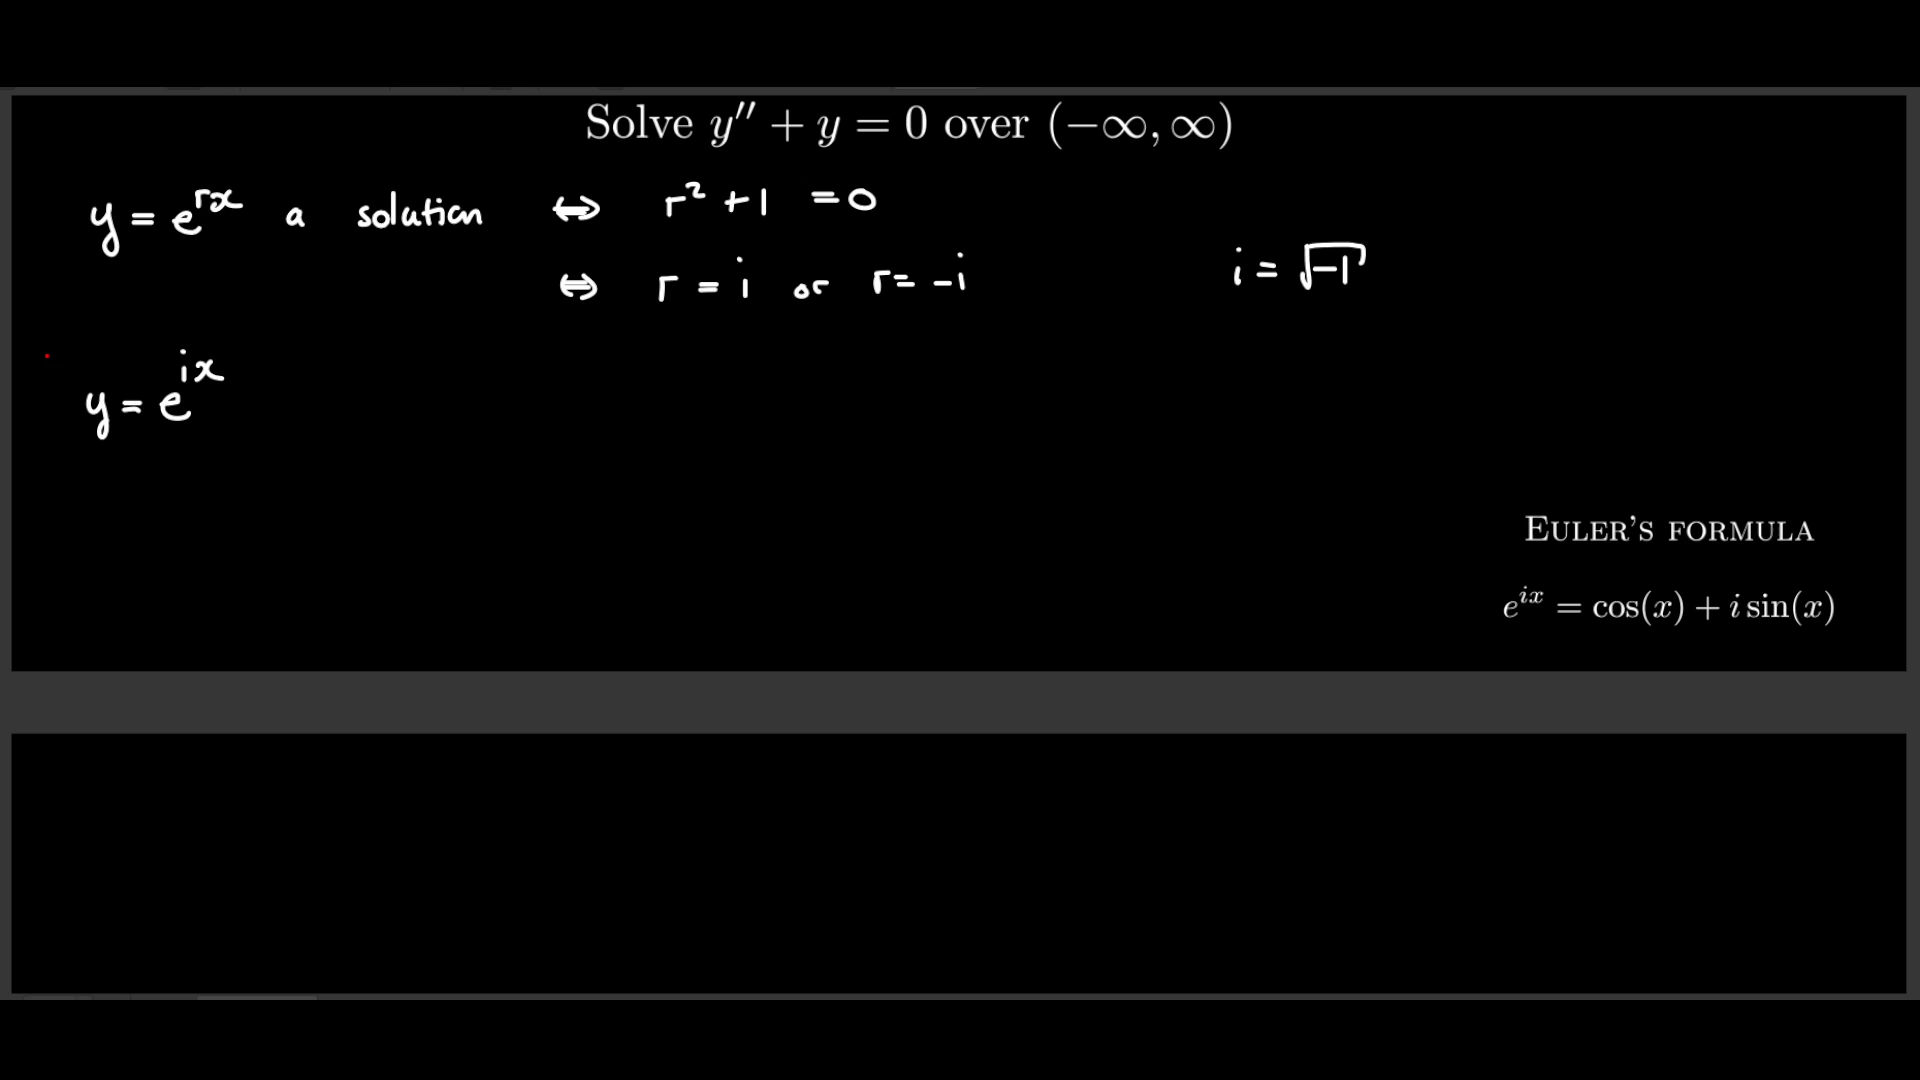 Solve y″ + y = 0 over (−∞, ∞)
y = e^{rx} a solution ⇔ r² + 1 = 0
⇔ r = i or r = −i
i = √−1
y = e^{ix}
EULER'S FORMULA
e^{ix} = cos(x) + i sin(x)